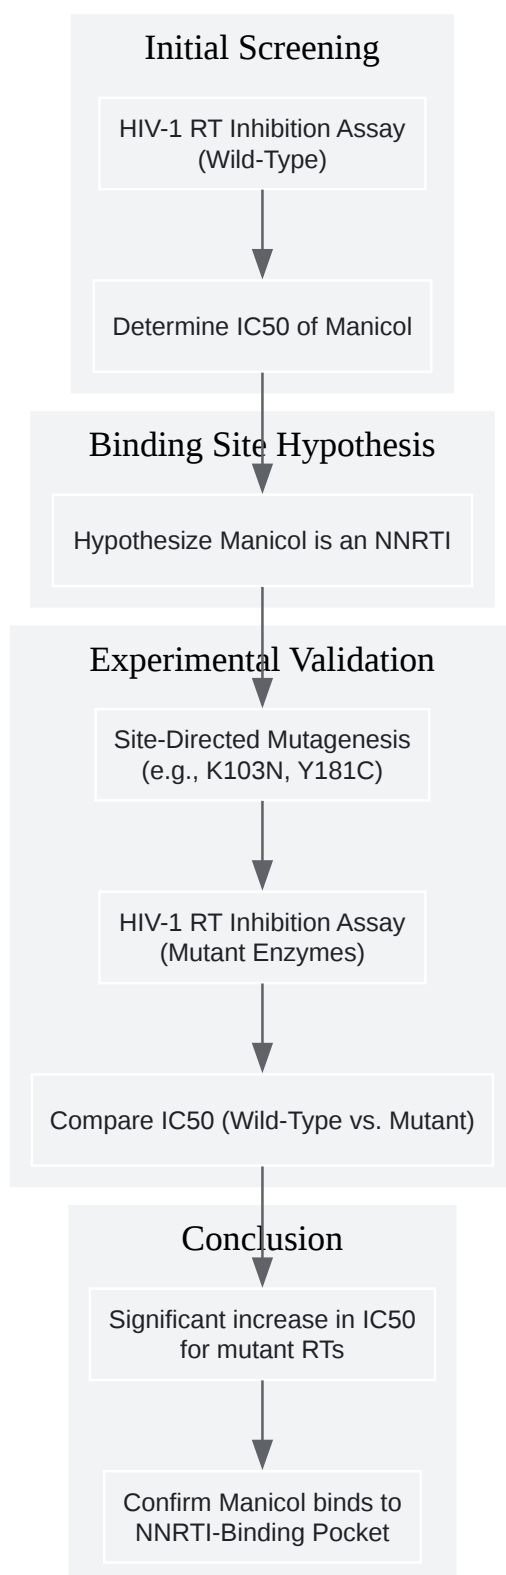 Initial Screening
HIV-1 RT Inhibition Assay
(Wild-Type)
Determine IC50 of Manicol
Binding Site Hypothesis
Hypothesize Manicol is an NNRTI
Experimental Validation
Site-Directed Mutagenesis
(e.g., K103N, Y181C)
HIV-1 RT Inhibition Assay
(Mutant Enzymes)
Compare IC50 (Wild-Type vs. Mutant)
Conclusion
Significant increase in IC50
for mutant RTs
Confirm Manicol binds to
NNRTI-Binding Pocket